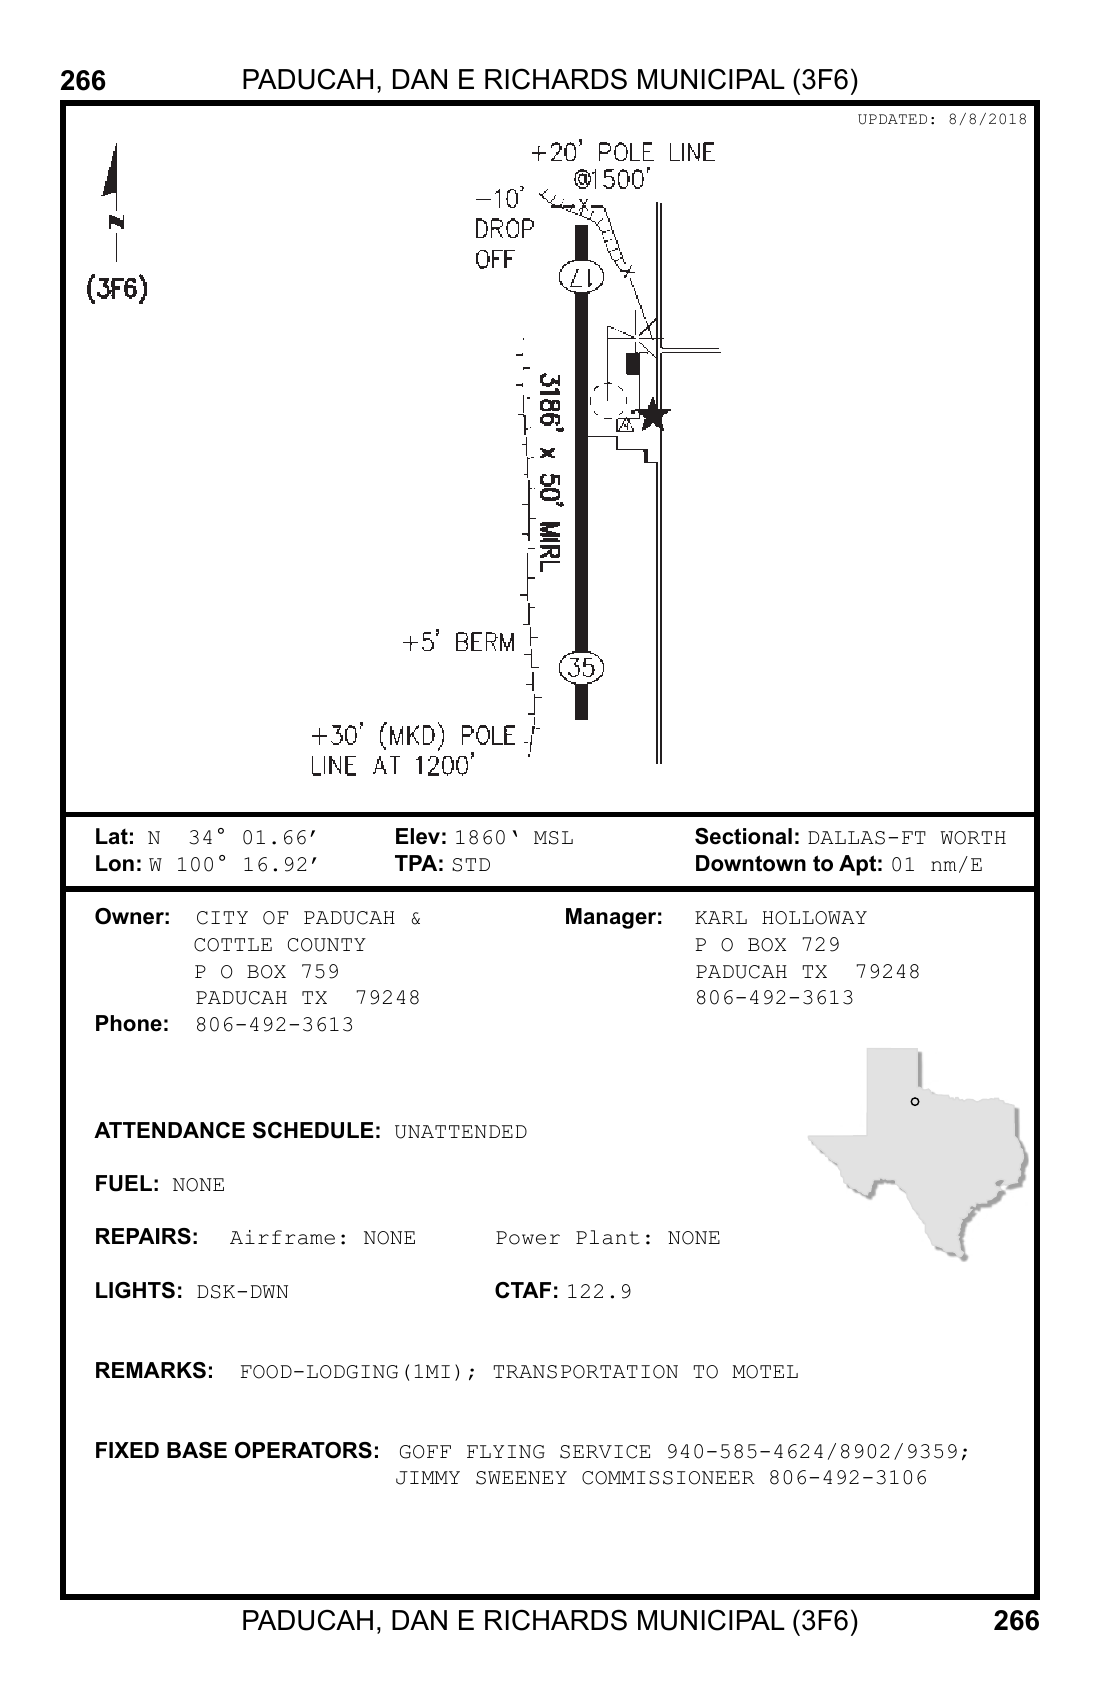 266 PADUCAH, DAN E RICHARDS MUNICIPAL (3F6)
UPDATED: 8/8/2018
+20' POLE LINE
@1500'
-10'
DROP
OFF
N
(3F6)
17
3186' x 50' MIRL
+5' BERM
35
+30' (MKD) POLE
LINE AT 1200'
Lat: N 34° 01.66′ Elev: 1860‘ MSL Sectional: DALLAS-FT WORTH
Lon: W 100° 16.92′ TPA: STD Downtown to Apt: 01 nm/E
Owner: CITY OF PADUCAH & Manager: KARL HOLLOWAY
COTTLE COUNTY P O BOX 729
P O BOX 759 PADUCAH TX 79248
PADUCAH TX 79248 806-492-3613
Phone: 806-492-3613
ATTENDANCE SCHEDULE: UNATTENDED
FUEL: NONE
REPAIRS: Airframe: NONE Power Plant: NONE
LIGHTS: DSK-DWN CTAF: 122.9
REMARKS: FOOD-LODGING(1MI); TRANSPORTATION TO MOTEL
FIXED BASE OPERATORS: GOFF FLYING SERVICE 940-585-4624/8902/9359;
JIMMY SWEENEY COMMISSIONEER 806-492-3106
PADUCAH, DAN E RICHARDS MUNICIPAL (3F6) 266